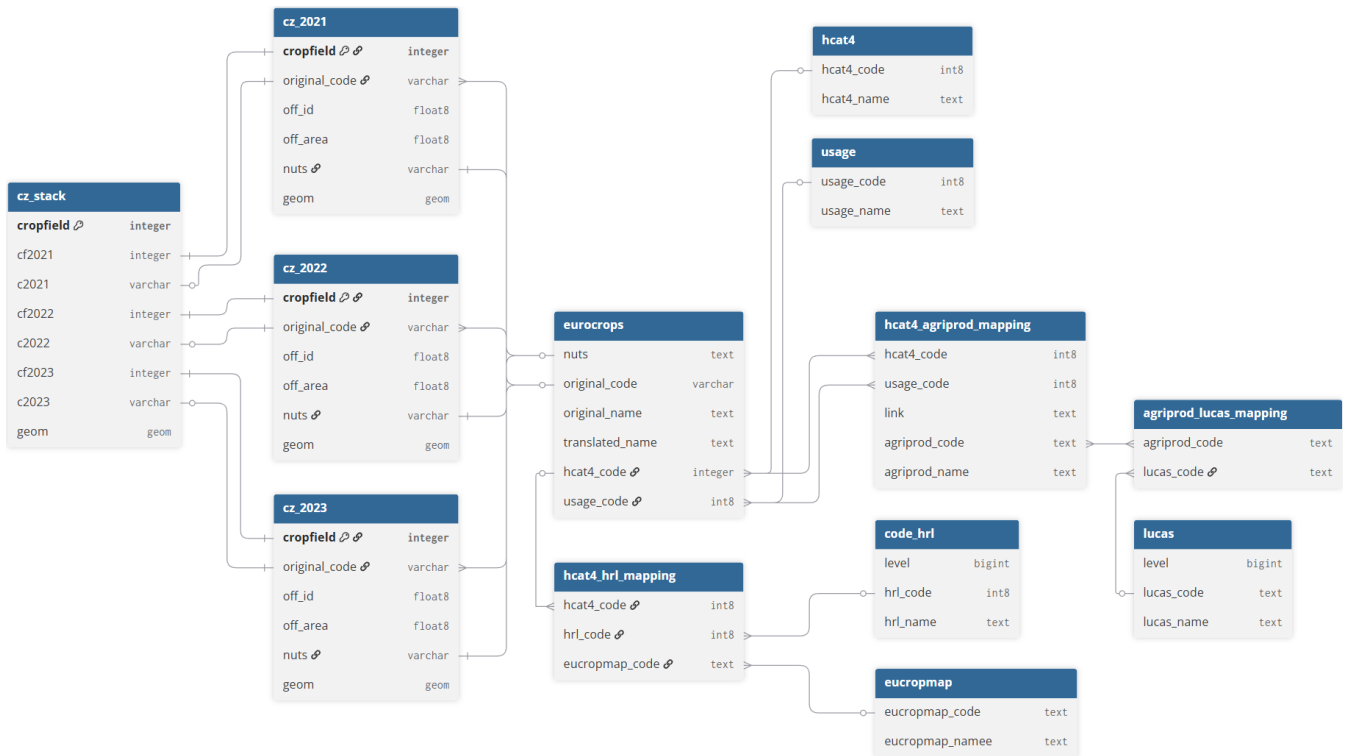 cz_stack
cropfield integer
cf2021 integer
c2021 varchar
cf2022 integer
c2022 varchar
cf2023 integer
c2023 varchar
geom geom
cz_2021
cropfield integer
original_code varchar
off_id float8
off_area float8
nuts varchar
geom geom
cz_2022
cropfield integer
original_code varchar
off_id float8
off_area float8
nuts varchar
geom geom
cz_2023
cropfield integer
original_code varchar
off_id float8
off_area float8
nuts varchar
geom geom
eurocrops
nuts text
original_code varchar
original_name text
translated_name text
hcat4_code integer
usage_code int8
hcat4_hrl_mapping
hcat4_code int8
hrl_code int8
eucropmap_code text
hcat4
hcat4_code int8
hcat4_name text
usage
usage_code int8
usage_name text
hcat4_agriprod_mapping
hcat4_code int8
usage_code int8
link text
agriprod_code text
agriprod_name text
code_hrl
level bigint
hrl_code int8
hrl_name text
eucropmap
eucropmap_code text
eucropmap_namee text
agriprod_lucas_mapping
agriprod_code text
lucas_code text
lucas
level bigint
lucas_code text
lucas_name text